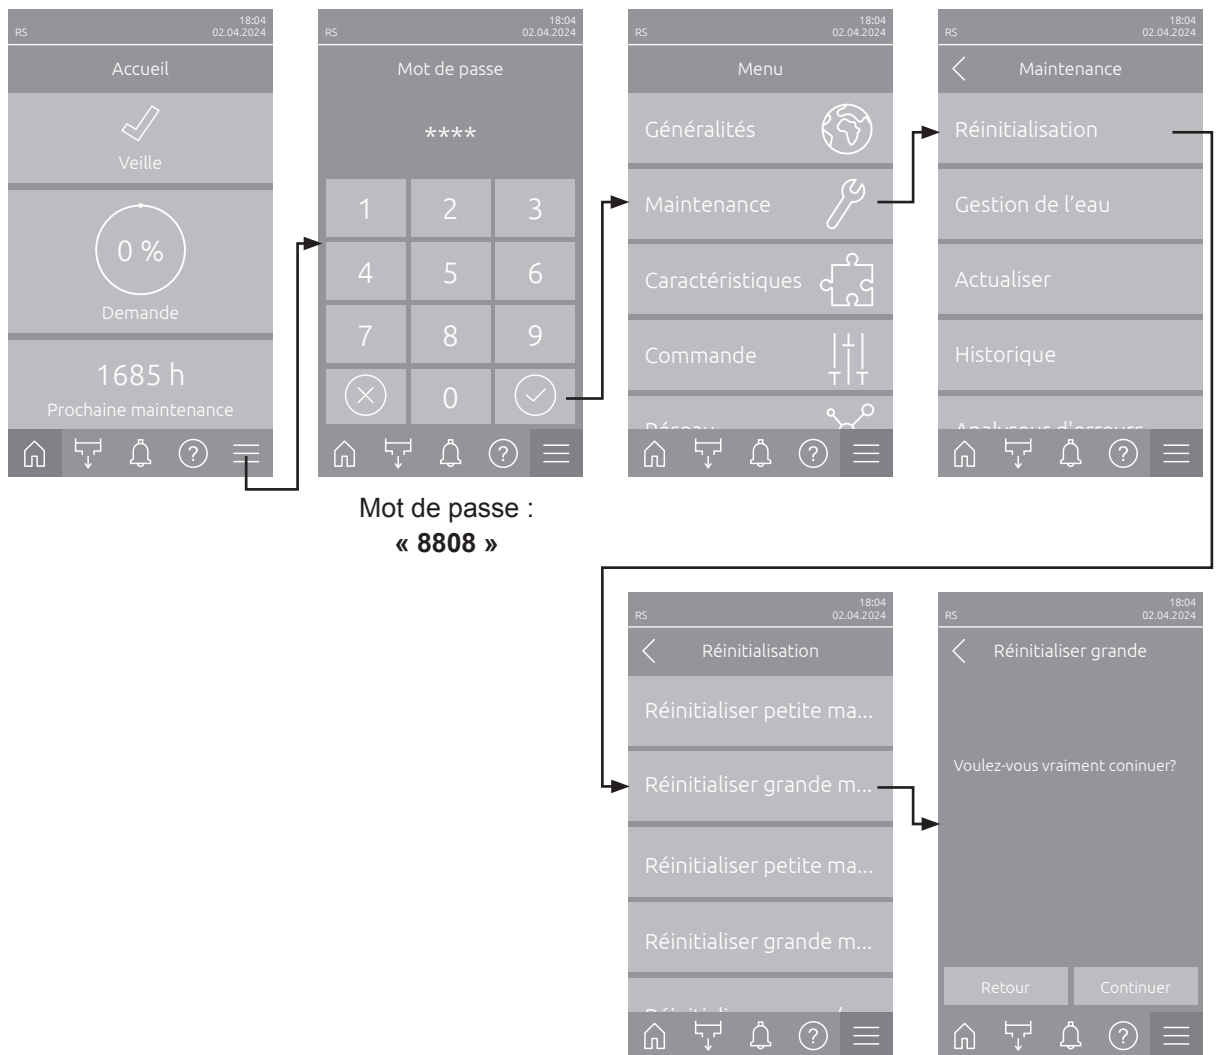 18:04
RS 02.04.2024
Accueil
Veille
0 %
Demande
1685 h
Prochaine maintenance
?
18:04
RS 02.04.2024
Mot de passe
****
1 2 3
4 5 6
7 8 9
0
?
Mot de passe :
« 8808 »
18:04
RS 02.04.2024
Menu
Généralités
Maintenance
Caractéristiques
Commande
Réseau
?
18:04
RS 02.04.2024
Maintenance
Réinitialisation
Gestion de l'eau
Actualiser
Historique
Analyseur d'erreurs
?
18:04
RS 02.04.2024
Réinitialisation
Réinitialiser petite ma...
Réinitialiser grande m...
Réinitialiser petite ma...
Réinitialiser grande m...
?
18:04
RS 02.04.2024
Réinitialiser grande
Voulez-vous vraiment coninuer?
Retour Continuer
?